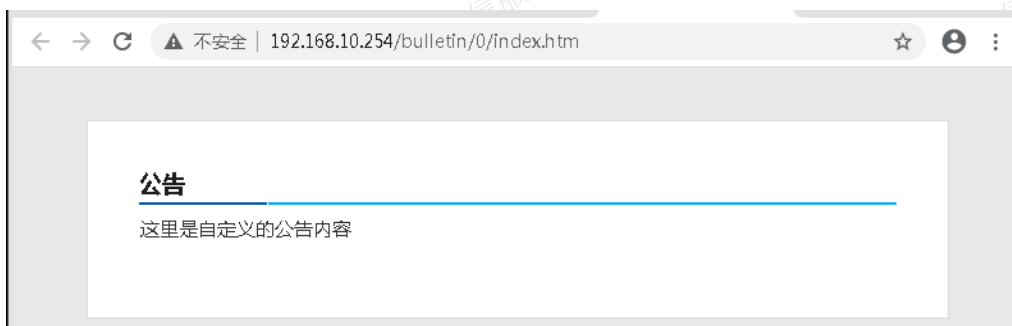 不安全 | 192.168.10.254/bulletin/0/index.htm
公告
这里是自定义的公告内容